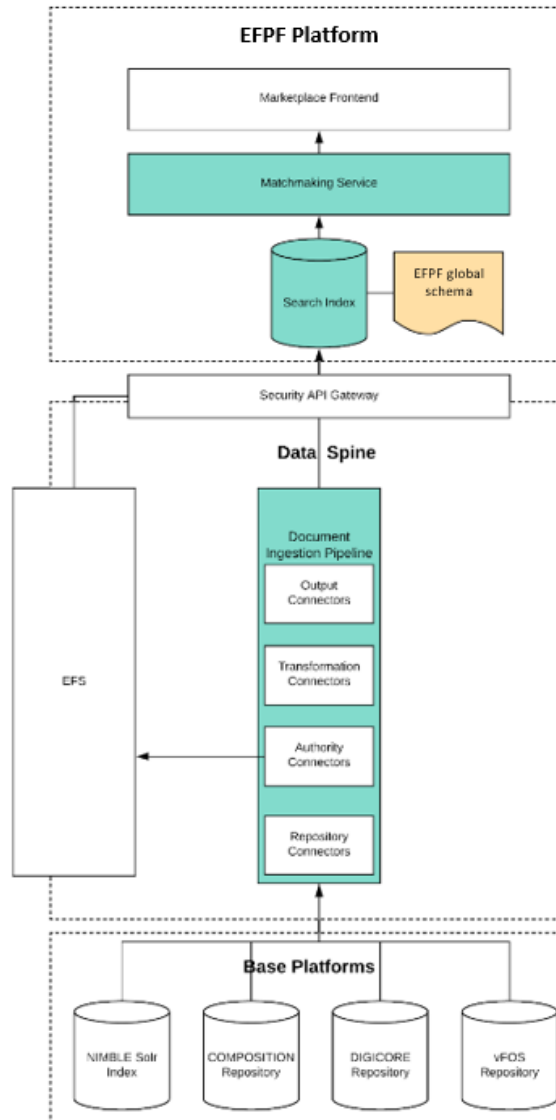 EFPF Platform
Marketplace Frontend
Matchmaking Service
EFPF global
schema
Search Index
Security API Gateway
Data Spine
Document
Ingestion Pipeline
Output
Connectors
Transformation
Connectors
EFS
Authority
Connectors
Repository
Connectors
Base Platforms
NIMBLE Solr
Index
COMPOSITION
Repository
DIGICORE
Repository
vFOS
Repository